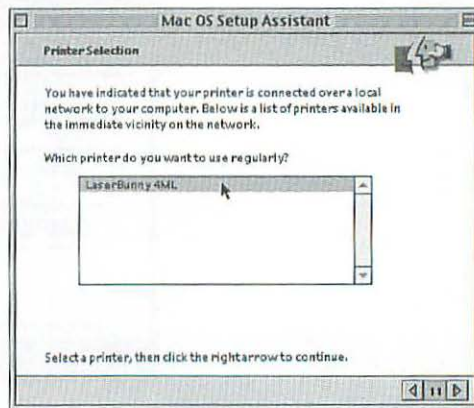 Mac OS Setup Assistant
Printer Selection
You have indicated that your printer is connected over a local
network to your computer. Below is a list of printers available in
the immediate vicinity on the network.
Which printer do you want to use regularly?
LaserBunny 4ML
Select a printer, then click the right arrow to continue.
11